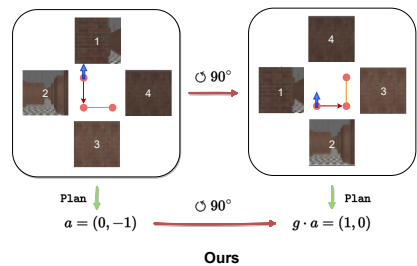 1
2
4
3
↺ 90°
4
1
3
2
Plan
Plan
a = (0, −1)
↺ 90°
g · a = (1, 0)
Ours